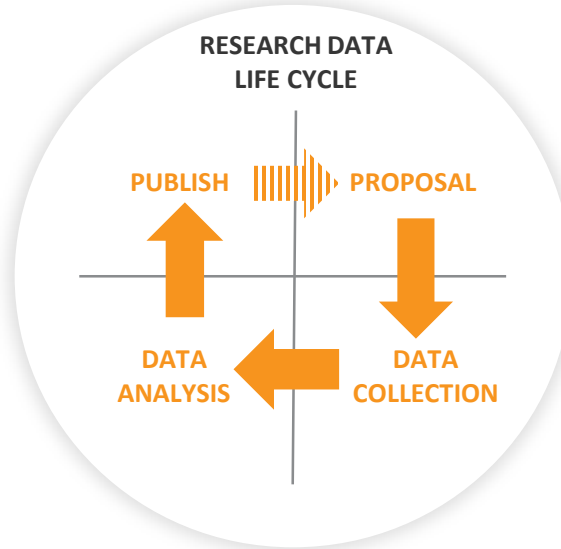 RESEARCH DATA
LIFE CYCLE
PUBLISH
PROPOSAL
DATA
ANALYSIS
DATA
COLLECTION